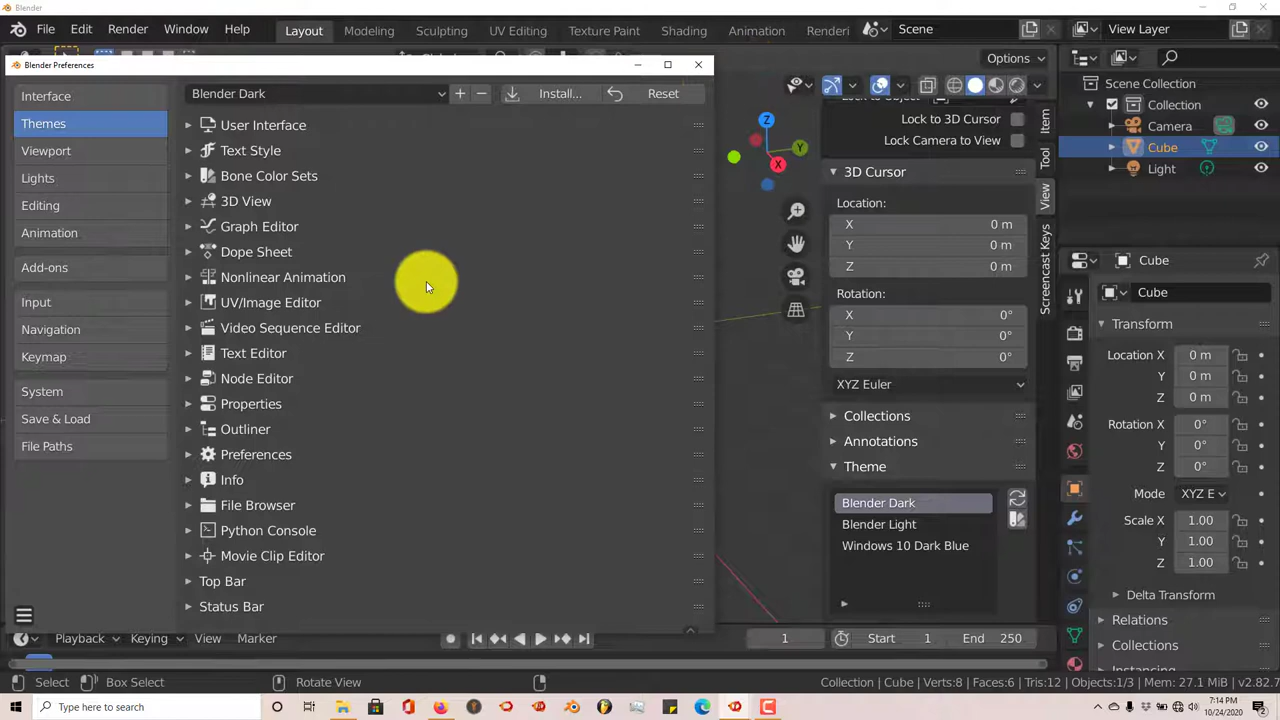 Blender
File Edit Render Window Help Layout Modeling Sculpting UV Editing Texture Paint Shading Animation Renderi Scene View Layer
Options
Blender Preferences
Interface
Themes
Viewport
Lights
Editing
Animation
Add-ons
Input
Navigation
Keymap
System
Save & Load
File Paths
Blender Dark Install... Reset
User Interface
Text Style
Bone Color Sets
3D View
Graph Editor
Dope Sheet
Nonlinear Animation
UV/Image Editor
Video Sequence Editor
Text Editor
Node Editor
Properties
Outliner
Preferences
Info
File Browser
Python Console
Movie Clip Editor
Top Bar
Status Bar
Z
Y
X
Lock to 3D Cursor
Lock Camera to View
3D Cursor
Location:
X 0 m
Y 0 m
Z 0 m
Rotation:
X 0°
Y 0°
Z 0°
XYZ Euler
Collections
Annotations
Theme
Blender Dark
Blender Light
Windows 10 Dark Blue
Item
Tool
View
Screencast Keys
Scene Collection
Collection
Camera
Cube
Light
Cube
Cube
Transform
Location X 0 m
Y 0 m
Z 0 m
Rotation X 0°
Y 0°
Z 0°
Mode XYZ E
Scale X 1.00
Y 1.00
Z 1.00
Delta Transform
Relations
Collections
Playback Keying View Marker 1 Start 1 End 250
Select Box Select Rotate View Collection | Cube | Verts:8 | Faces:6 | Tris:12 | Objects:1/3 | Mem: 27.1 MiB | v2.82.7
Type here to search
7:14 PM
10/24/2020
2